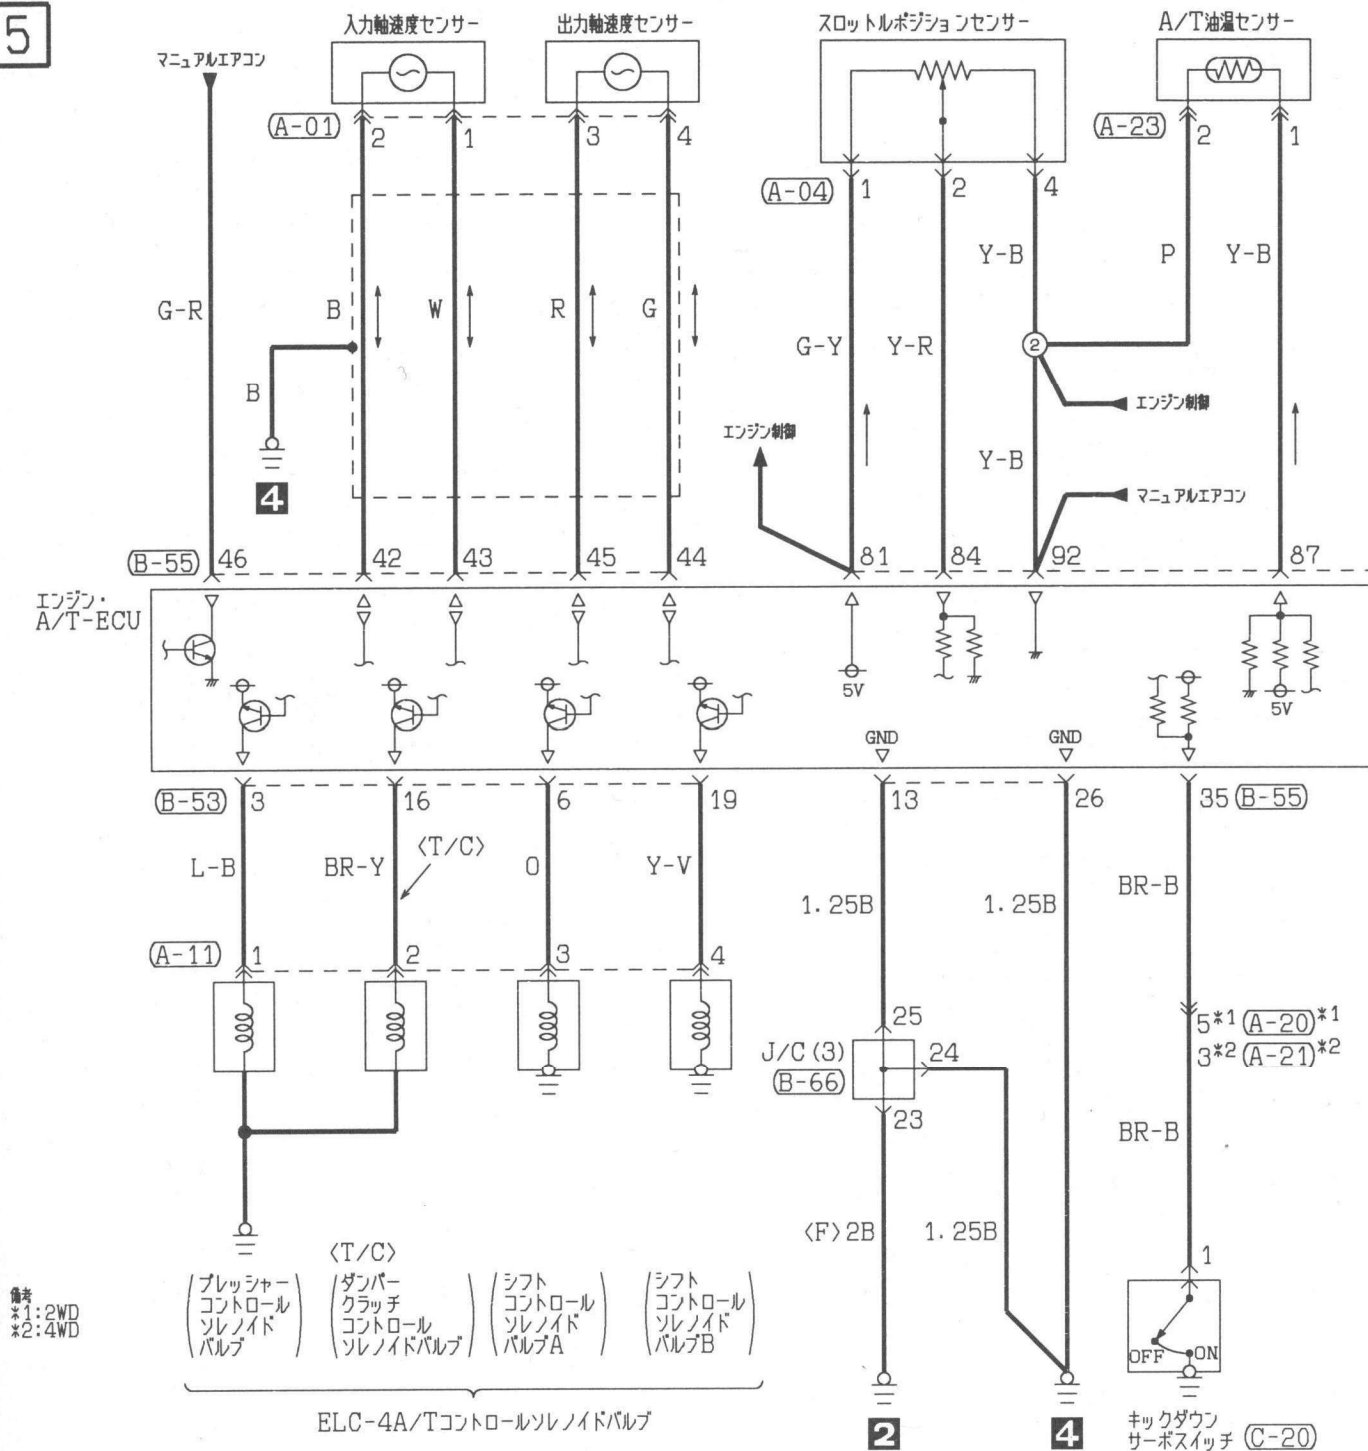 5
入力軸速度センサー
出力軸速度センサー
スロットルポジションセンサー
A/T油温センサー
マニュアルエアコン
(A-01)
2
1
3
4
(A-23)
2
1
(A-04)
1
2
4
Y-B
P
Y-B
G-R
B
W
R
G
G-Y
Y-R
2
B
エンジン制御
エンジン制御
Y-B
4
マニュアルエアコン
(B-55)
46
42
43
45
44
81
84
92
87
エンジン・
A/T-ECU
5V
5V
GND
GND
(B-53)
3
16
6
19
13
26
35
(B-55)
L-B
BR-Y
〈T/C〉
O
Y-V
BR-B
1.25B
1.25B
(A-11)
1
2
3
4
25
5*1 (A-20)*1
3*2 (A-21)*2
J/C(3)
(B-66)
24
23
BR-B
〈F〉2B
1.25B
1
〈T/C〉
プレッシャー
コントロール
ソレノイド
バルブ
ダンパー
クラッチ
コントロール
ソレノイドバルブ
シフト
コントロール
ソレノイド
バルブA
シフト
コントロール
ソレノイド
バルブB
備考
*1:2WD
*2:4WD
OFF
ON
ELC-4A/Tコントロールソレノイドバルブ
2
4
キックダウン
サーボスイッチ (C-20)